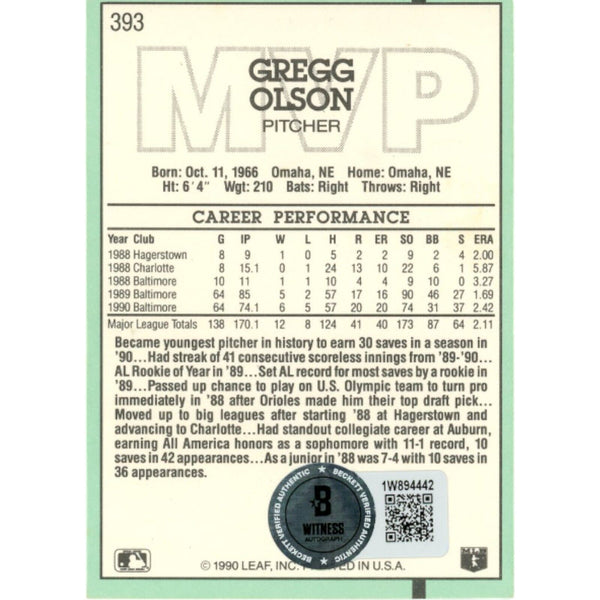 393
MVP
GREGG
OLSON
PITCHER
Born: Oct. 11, 1966 Omaha, NE Home: Omaha, NE
Ht: 6'4" Wgt: 210 Bats: Right Throws: Right
CAREER PERFORMANCE
Year Club G IP W L H R ER SO BB S ERA
1988 Hagerstown 8 9 1 0 5 2 2 9 2 4 2.00
1988 Charlotte 8 15.1 0 1 24 13 10 22 6 1 5.87
1988 Baltimore 10 11 1 1 10 4 4 9 10 0 3.27
1989 Baltimore 64 85 5 2 57 17 16 90 46 27 1.69
1990 Baltimore 64 74.1 6 5 57 20 20 74 31 37 2.42
Major League Totals 138 170.1 12 8 124 41 40 173 87 64 2.11
Became youngest pitcher in history to earn 30 saves in a season in
'90...Had streak of 41 consecutive scoreless innings from '89-'90...
AL Rookie of Year in '89...Set AL record for most saves by a rookie in
'89...Passed up chance to play on U.S. Olympic team to turn pro
immediately in '88 after Orioles made him their top draft pick...
Moved up to big leagues after starting '88 at Hagerstown and
advancing to Charlotte...Had standout collegiate career at Auburn,
earning All America honors as a sophomore with 11-1 record, 10
saves in 42 appearances...As a junior in '88 was 7-4 with 10 saves in
36 appearances.
BECKETT VERIFIED AUTHENTIC
B
WITNESS
AUTOGRAPH
BECKETT VERIFIED AUTHENTIC
1W894442
© 1990 LEAF, INC. PRINTED IN U.S.A.